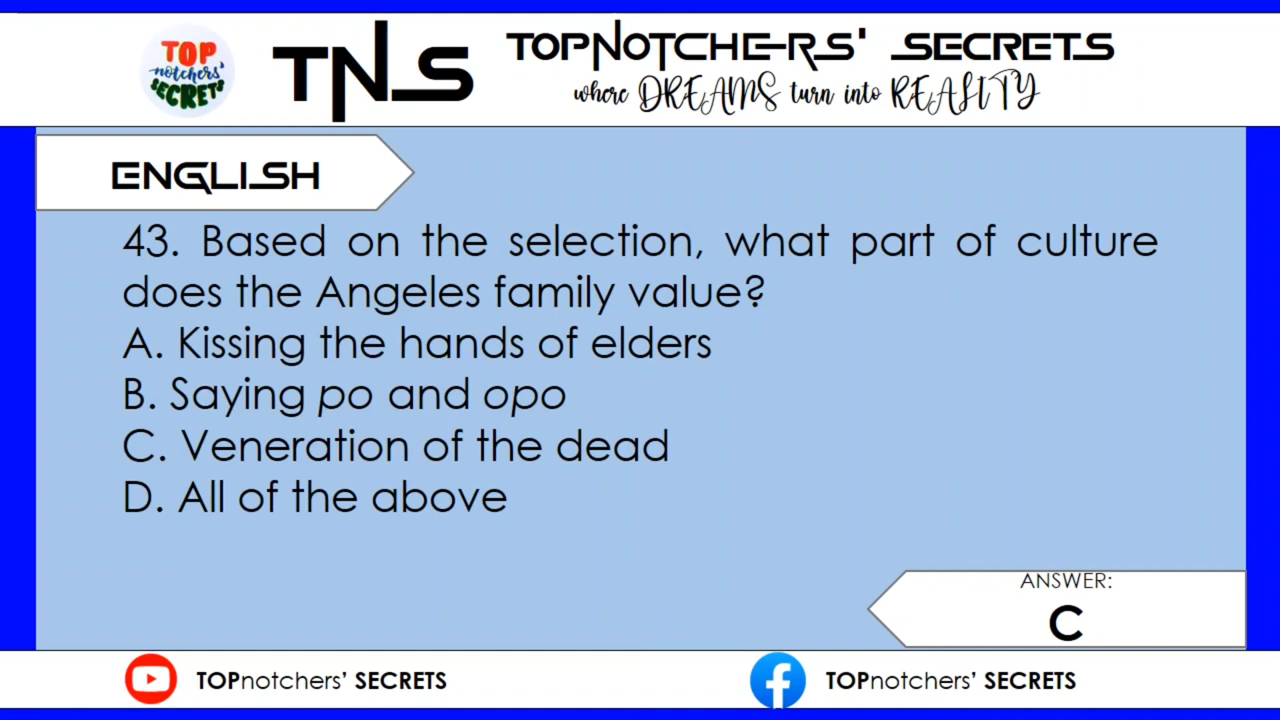 TOP
notchers'
SECRETS
TNS
TOPNOTCHERS' SECRETS
where DREAMS turn into REALITY
ENGLISH
43. Based on the selection, what part of culture
does the Angeles family value?
A. Kissing the hands of elders
B. Saying po and opo
C. Veneration of the dead
D. All of the above
ANSWER:
C
TOPnotchers' SECRETS
TOPnotchers' SECRETS